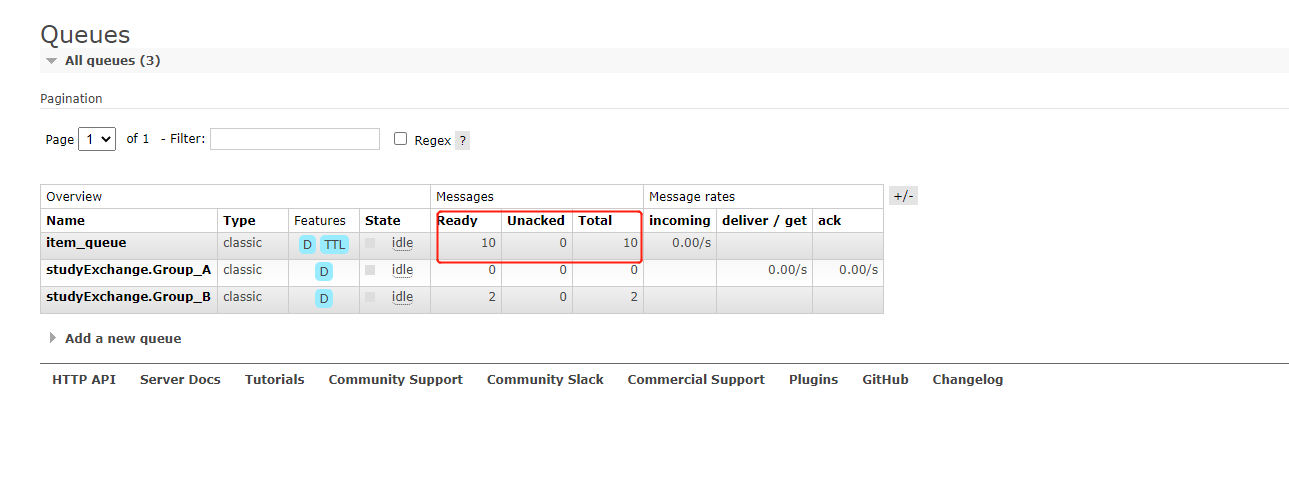 Queues
All queues (3)
Pagination
Page 1 of 1 - Filter: Regex ?
Overview Messages Message rates +/-
Name Type Features State Ready Unacked Total incoming deliver / get ack
item_queue classic D TTL idle 10 0 10 0.00/s
studyExchange.Group_A classic D idle 0 0 0 0.00/s 0.00/s
studyExchange.Group_B classic D idle 2 0 2
Add a new queue
HTTP API Server Docs Tutorials Community Support Community Slack Commercial Support Plugins GitHub Changelog